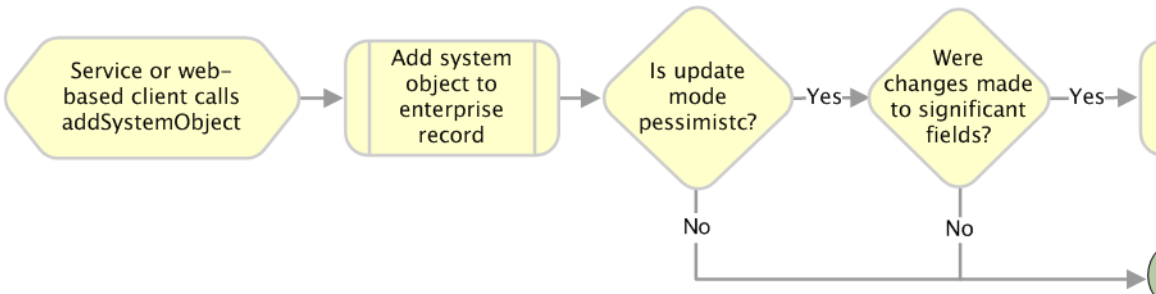 Service or web-
based client calls
addSystemObject
Add system
object to
enterprise
record
Is update
mode
pessimistc?
Yes
Were
changes made
to significant
fields?
Yes
No
No